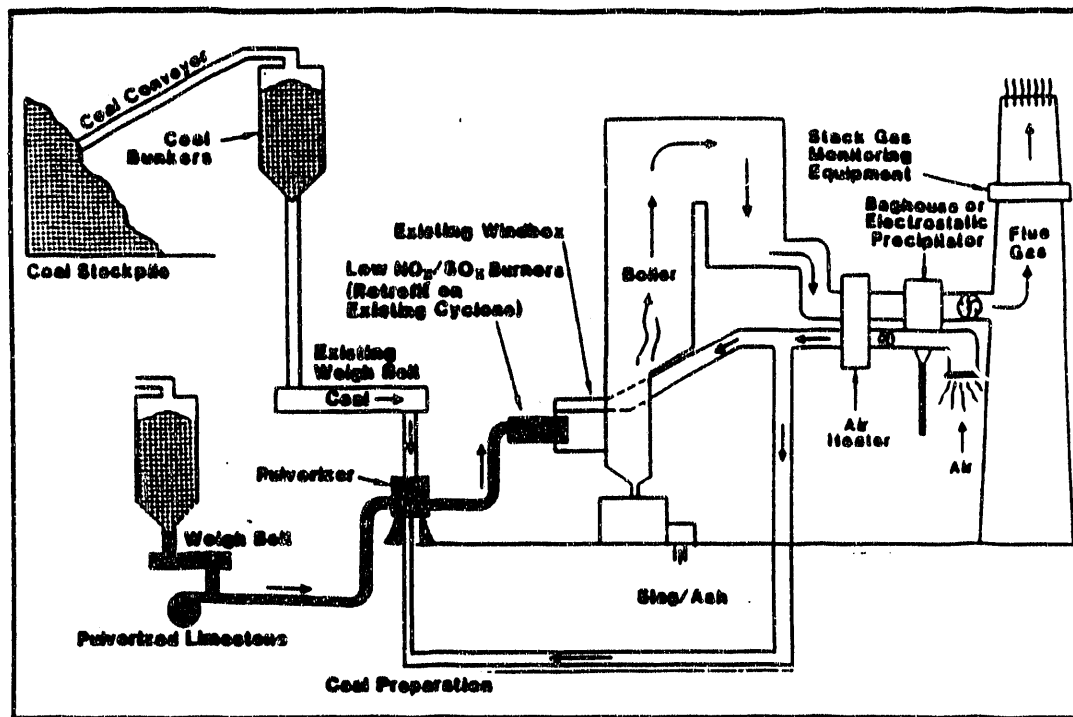 Coal Conveyor
Coal
Bunkers
Coal Stockpile
Stack Gas
Monitoring
Equipment
Baghouse or
Electrostatic
Precipitator
Flue
Gas
Existing Windbox
Low NOx/SOx Burners
(Retrofit on
Existing Cyclone)
Boiler
Existing
Weigh Belt
Coal
Air
Heater
Air
Pulverizer
Weigh Belt
Slag/Ash
Pulverized Limestone
Coal Preparation